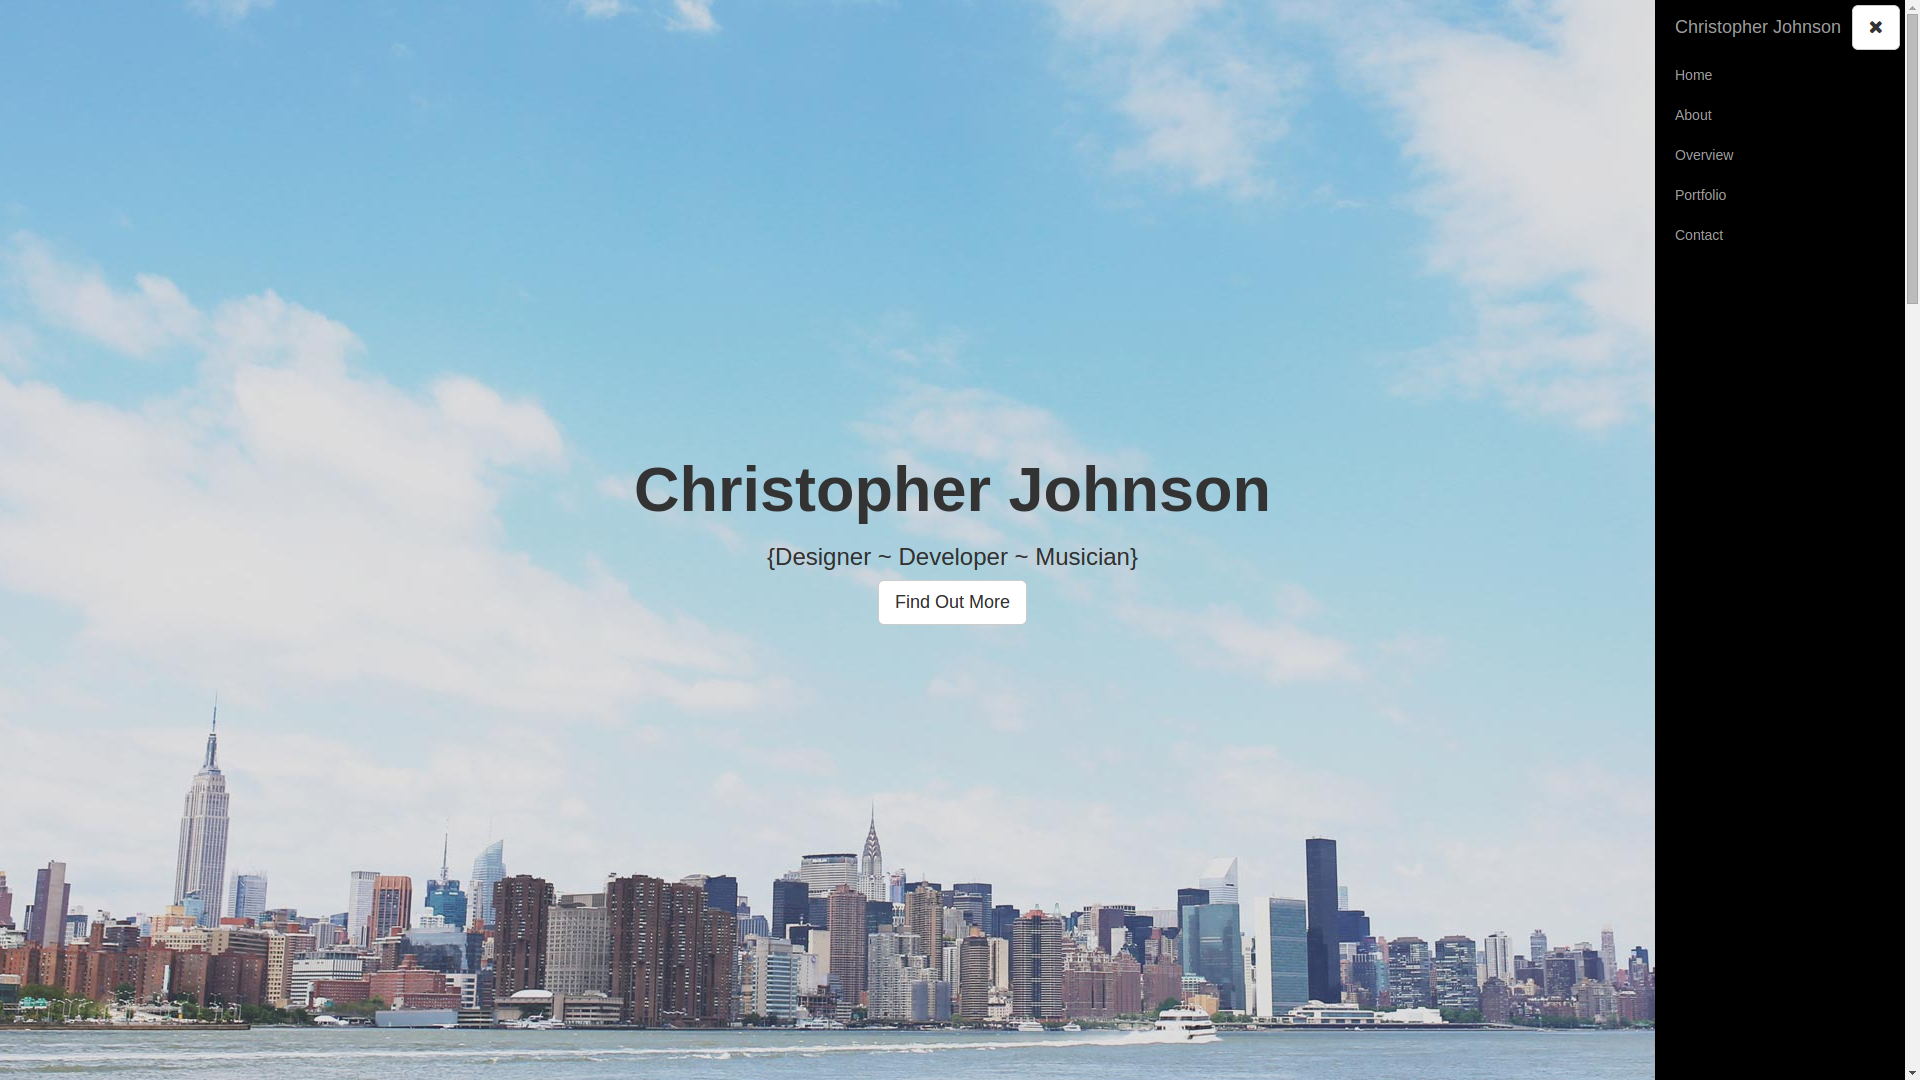 Christopher Johnson
Home
About
Overview
Portfolio
Contact
Christopher Johnson
{Designer ~ Developer ~ Musician}
Find Out More